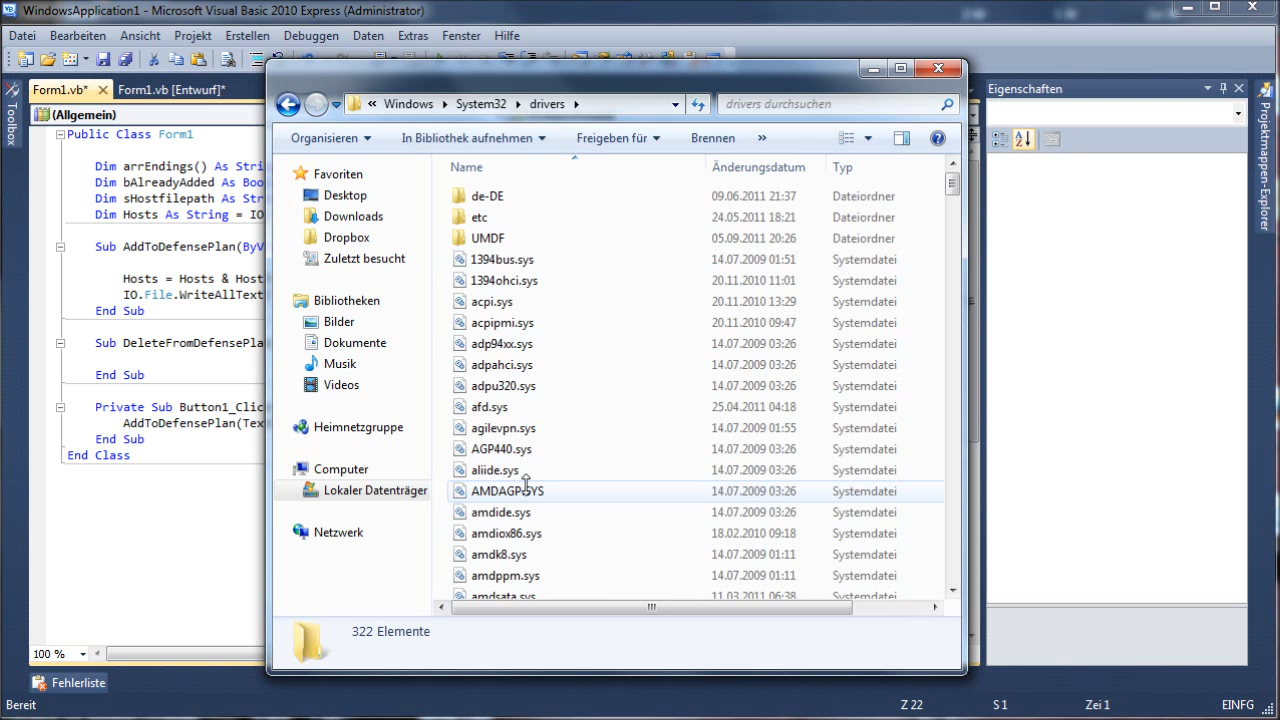 WindowsApplication1 - Microsoft Visual Basic 2010 Express (Administrator)
Datei Bearbeiten Ansicht Projekt Erstellen Debuggen Daten Extras Fenster Hilfe
Form1.vb* Form1.vb [Entwurf]*
(Allgemein)
Toolbox
Public Class Form1
Dim arrEndings() As Stri
Dim bAlreadyAdded As Boo
Dim sHostfilepath As Str
Dim Hosts As String = IO
Sub AddToDefensePlan(ByV
Hosts = Hosts & Host
IO.File.WriteAllText
End Sub
Sub DeleteFromDefensePla
End Sub
Private Sub Button1_Clic
AddToDefensePlan(Tex
End Sub
End Class
100 %
Fehlerliste
Bereit
Z 22 S 1 Zei 1 EINFG
« Windows System32 drivers
drivers durchsuchen
Organisieren In Bibliothek aufnehmen Freigeben für Brennen »
Favoriten
Desktop
Downloads
Dropbox
Zuletzt besucht
Bibliotheken
Bilder
Dokumente
Musik
Videos
Heimnetzgruppe
Computer
Lokaler Datenträger
Netzwerk
Name Änderungsdatum Typ
de-DE 09.06.2011 21:37 Dateiordner
etc 24.05.2011 18:21 Dateiordner
UMDF 05.09.2011 20:26 Dateiordner
1394bus.sys 14.07.2009 01:51 Systemdatei
1394ohci.sys 20.11.2010 11:01 Systemdatei
acpi.sys 20.11.2010 13:29 Systemdatei
acpipmi.sys 20.11.2010 09:47 Systemdatei
adp94xx.sys 14.07.2009 03:26 Systemdatei
adpahci.sys 14.07.2009 03:26 Systemdatei
adpu320.sys 14.07.2009 03:26 Systemdatei
afd.sys 25.04.2011 04:18 Systemdatei
agilevpn.sys 14.07.2009 01:55 Systemdatei
AGP440.sys 14.07.2009 03:26 Systemdatei
aliide.sys 14.07.2009 03:26 Systemdatei
AMDAGP.SYS 14.07.2009 03:26 Systemdatei
amdide.sys 14.07.2009 03:26 Systemdatei
amdiox86.sys 18.02.2010 09:18 Systemdatei
amdk8.sys 14.07.2009 01:11 Systemdatei
amdppm.sys 14.07.2009 01:11 Systemdatei
amdsata.sys 11.03.2011 06:38 Systemdatei
322 Elemente
Eigenschaften
Projektmappen-Explorer